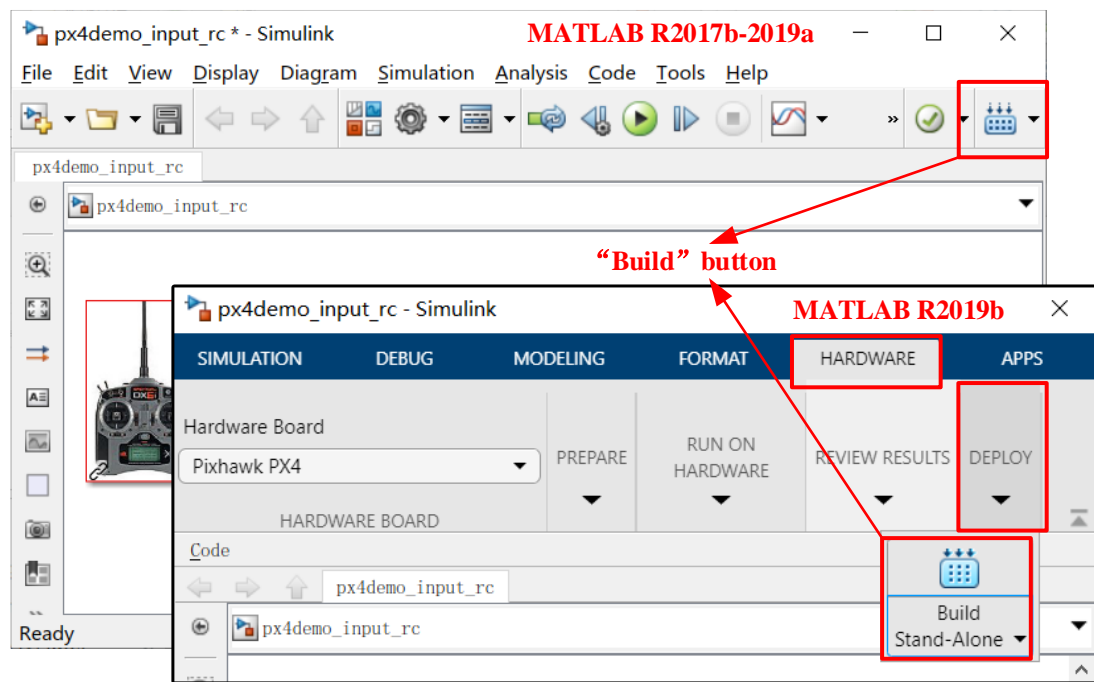 px4demo_input_rc * - Simulink
MATLAB R2017b-2019a
File Edit View Display Diagram Simulation Analysis Code Tools Help
»
px4demo_input_rc
px4demo_input_rc
“Build” button
px4demo_input_rc - Simulink
MATLAB R2019b
SIMULATION DEBUG MODELING FORMAT HARDWARE APPS
Hardware Board
Pixhawk PX4
PREPARE
RUN ON
HARDWARE
REVIEW RESULTS
DEPLOY
HARDWARE BOARD
Code
px4demo_input_rc
px4demo_input_rc
Build
Stand-Alone
Ready